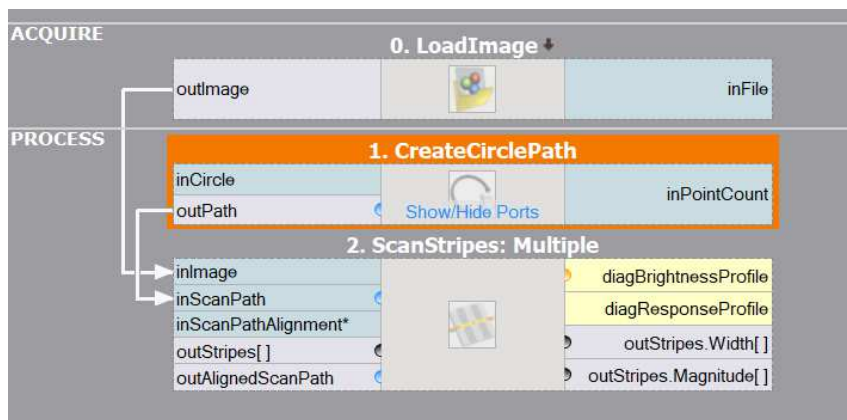 ACQUIRE
0. LoadImage
outImage
inFile
PROCESS
1. CreateCirclePath
inCircle
outPath
Show/Hide Ports
inPointCount
2. ScanStripes: Multiple
inImage
inScanPath
inScanPathAlignment*
outStripes[ ]
outAlignedScanPath
diagBrightnessProfile
diagResponseProfile
outStripes.Width[ ]
outStripes.Magnitude[ ]